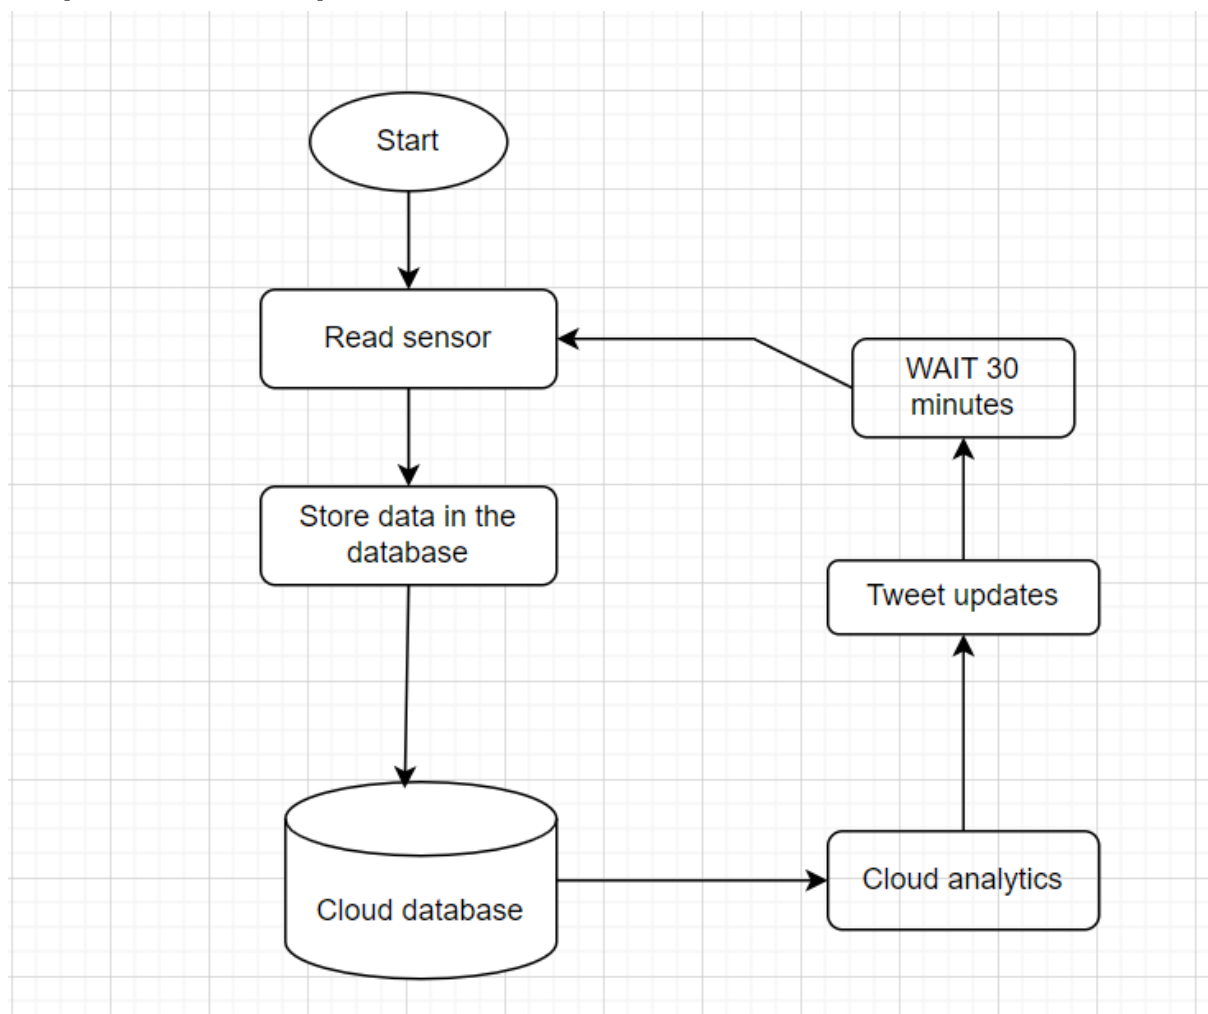 Start
Read sensor
WAIT 30
minutes
Store data in the
database
Tweet updates
Cloud analytics
Cloud database